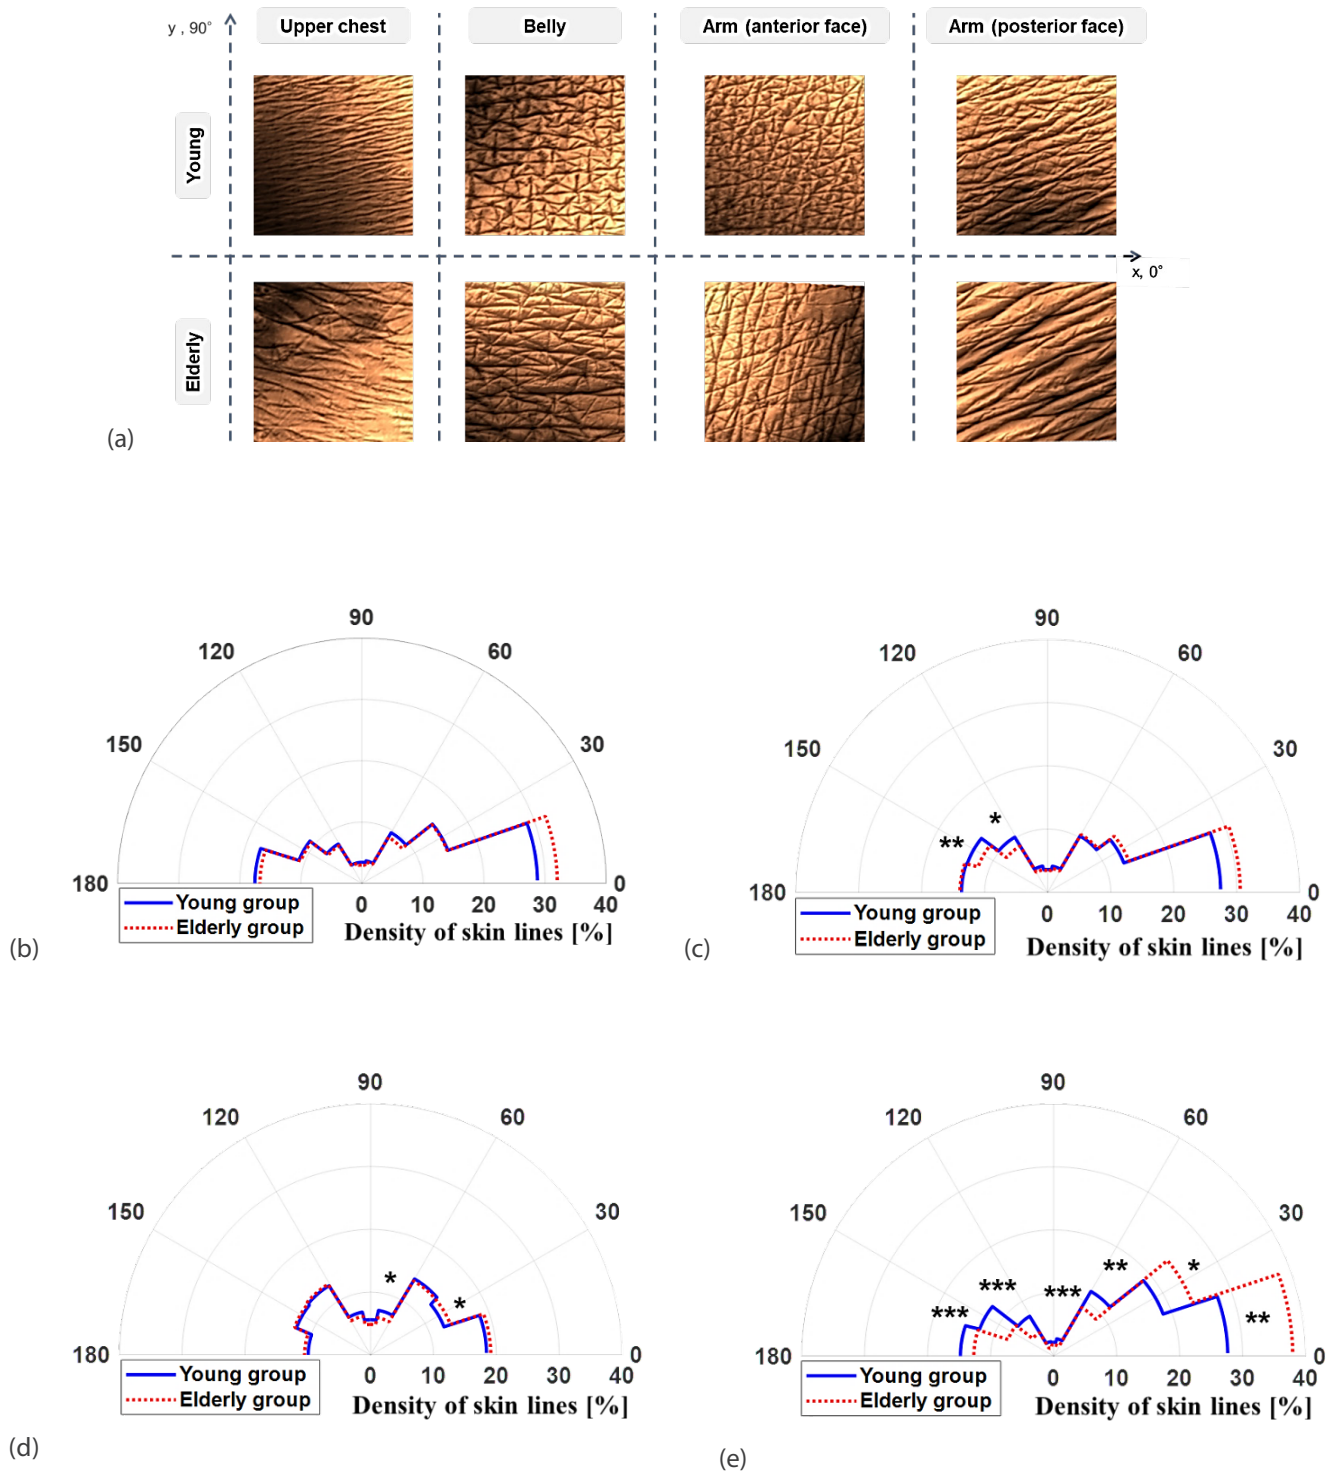 y , 90°
Upper chest
Belly
Arm (anterior face)
Arm (posterior face)
Young
x, 0°
Elderly
(a)
90
120
60
150
30
180
0
0 10 20 30 40
Young group
Elderly group
Density of skin lines [%]
(b)
90
120
60
150
30
**
*
180
0
0 10 20 30 40
Young group
Elderly group
Density of skin lines [%]
(c)
90
120
60
150
30
*
*
180
0
0 10 20 30 40
Young group
Elderly group
Density of skin lines [%]
(d)
90
120
60
150
30
***
***
***
**
*
**
180
0
0 10 20 30 40
Young group
Elderly group
Density of skin lines [%]
(e)